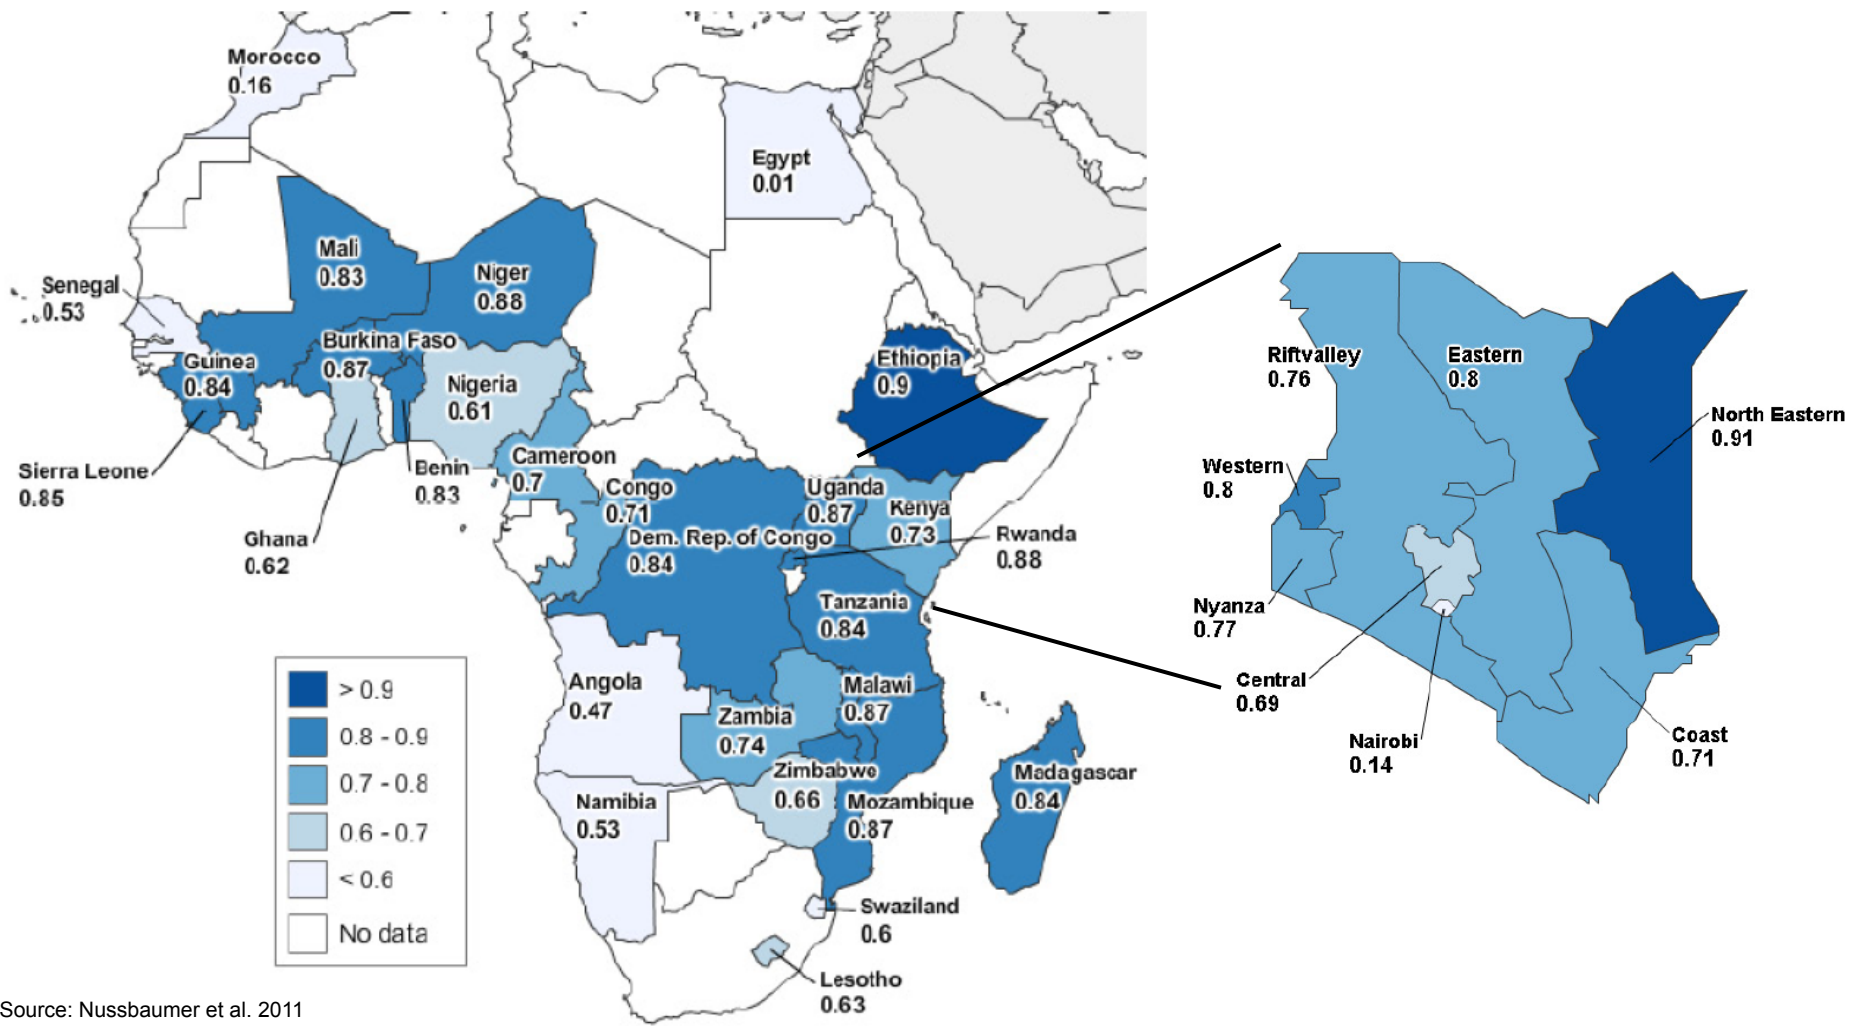 Morocco
0.16
Egypt
0.01
Mali
0.83
Niger
0.88
Senegal
0.53
Burkina Faso
0.87
Guinea
0.84
Nigeria
0.61
Ethiopia
0.9
Sierra Leone
0.85
Benin
0.83
Cameroon
0.7
Ghana
0.62
Congo
0.71
Uganda
0.87
Kenya
0.73
Dem. Rep. of Congo
0.84
Rwanda
0.88
Tanzania
0.84
Angola
0.47
Malawi
0.87
Zambia
0.74
Zimbabwe
0.66
Madagascar
0.84
Namibia
0.53
Mozambique
0.87
Swaziland
0.6
Lesotho
0.63
> 0.9
0.8 - 0.9
0.7 - 0.8
0.6 - 0.7
< 0.6
No data
Riftvalley
0.76
Eastern
0.8
North Eastern
0.91
Western
0.8
Nyanza
0.77
Central
0.69
Nairobi
0.14
Coast
0.71
Source: Nussbaumer et al. 2011